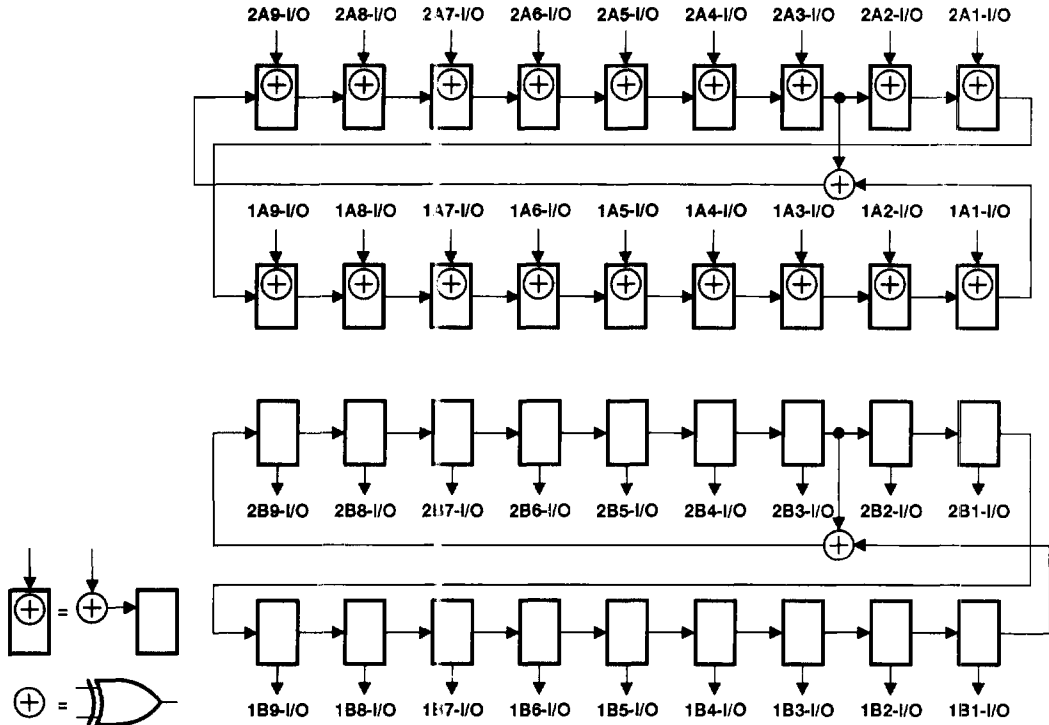 2A9-I/O 2A8-I/O 2A7-I/O 2A6-I/O 2A5-I/O 2A4-I/O 2A3-I/O 2A2-I/O 2A1-I/O
1A9-I/O 1A8-I/O 1A7-I/O 1A6-I/O 1A5-I/O 1A4-I/O 1A3-I/O 1A2-I/O 1A1-I/O
2B9-I/O 2B8-I/O 2B7-I/O 2B6-I/O 2B5-I/O 2B4-I/O 2B3-I/O 2B2-I/O 2B1-I/O
=
=
1B9-I/O 1B8-I/O 1B7-I/O 1B6-I/O 1B5-I/O 1B4-I/O 1B3-I/O 1B2-I/O 1B1-I/O